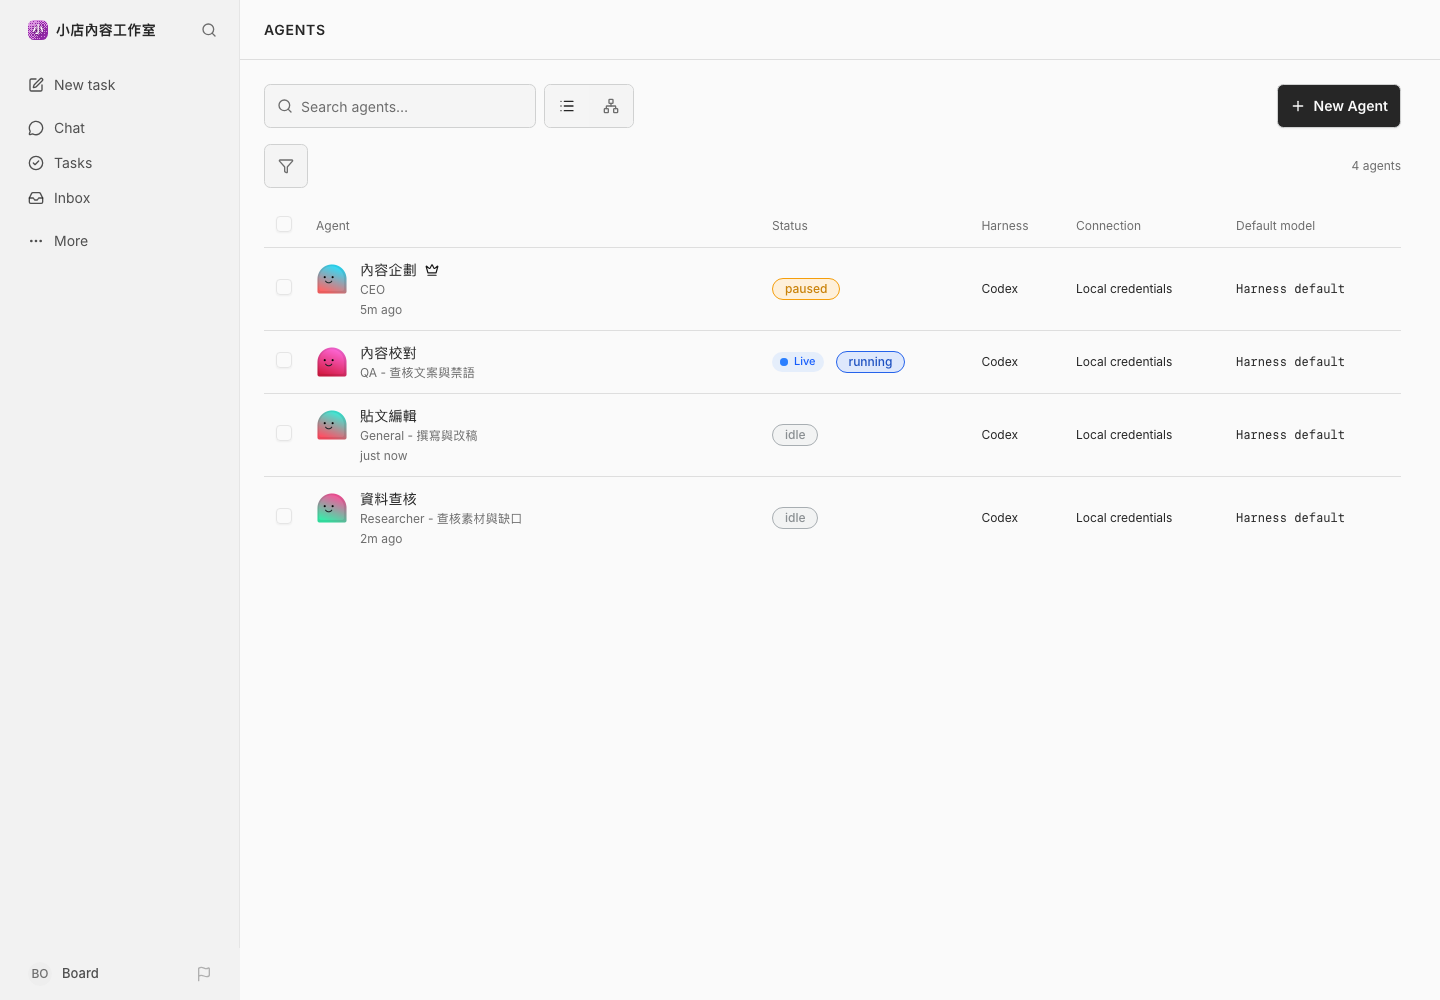 小 小店內容工作室
New task
Chat
Tasks
Inbox
More
BO Board
AGENTS
Search agents...
New Agent
4 agents
Agent Status Harness Connection Default model
內容企劃
CEO
5m ago
paused Codex Local credentials Harness default
內容校對
QA - 查核文案與禁語
Live running Codex Local credentials Harness default
貼文編輯
General - 撰寫與改稿
just now
idle Codex Local credentials Harness default
資料查核
Researcher - 查核素材與缺口
2m ago
idle Codex Local credentials Harness default